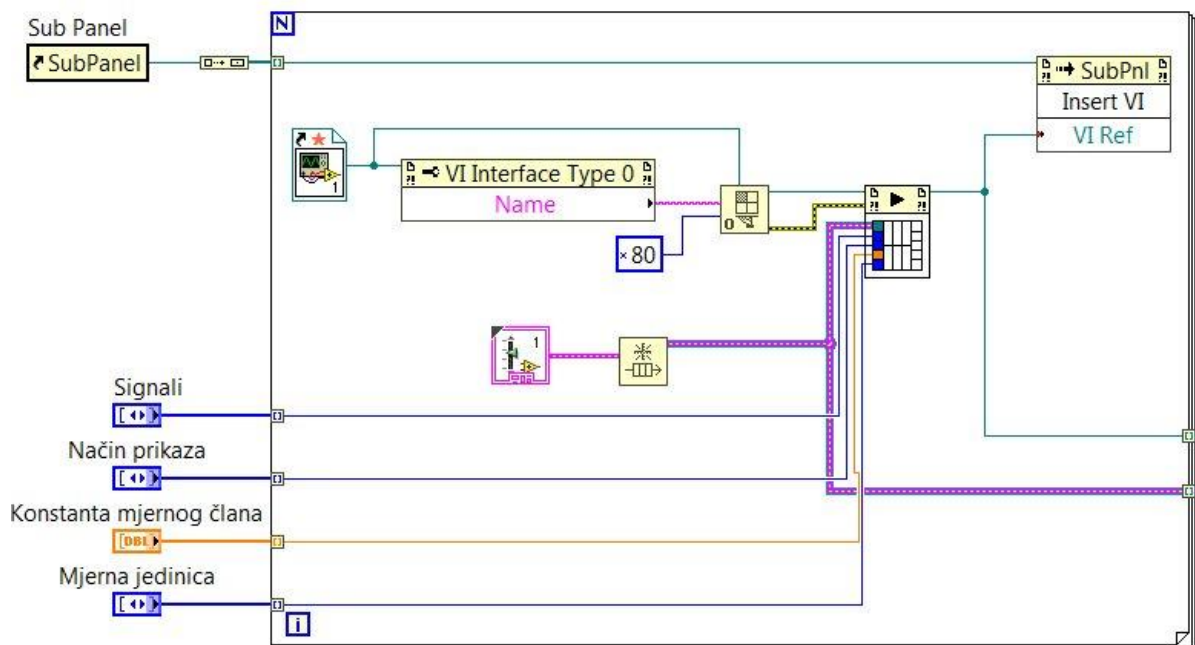 Sub Panel
SubPanel
N
SubPnl
Insert VI
VI Ref
1
VI Interface Type 0
Name
0
×80
1
Signali
Način prikaza
Konstanta mjernog člana
DBL
Mjerna jedinica
i